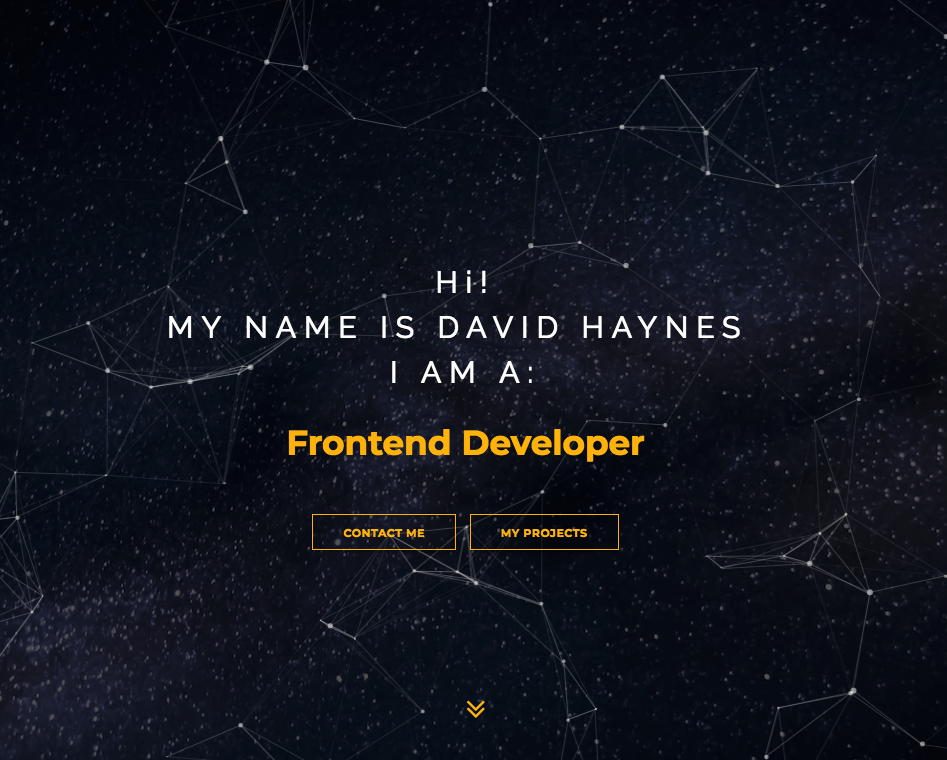 Hi!
MY NAME IS DAVID HAYNES
I AM A:
Frontend Developer
CONTACT ME
MY PROJECTS